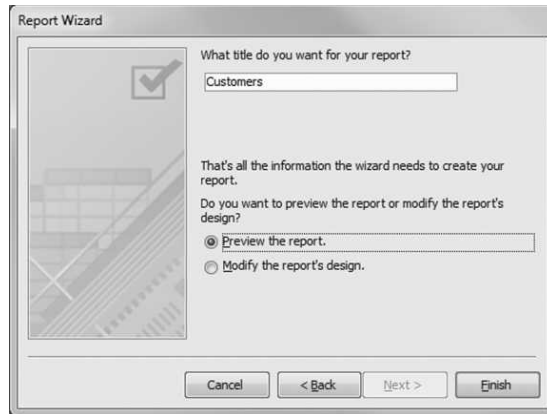 Report Wizard
What title do you want for your report?
Customers
That's all the information the wizard needs to create your
report.
Do you want to preview the report or modify the report's
design?
Preview the report.
Modify the report's design.
Cancel
< Back
Next >
Finish